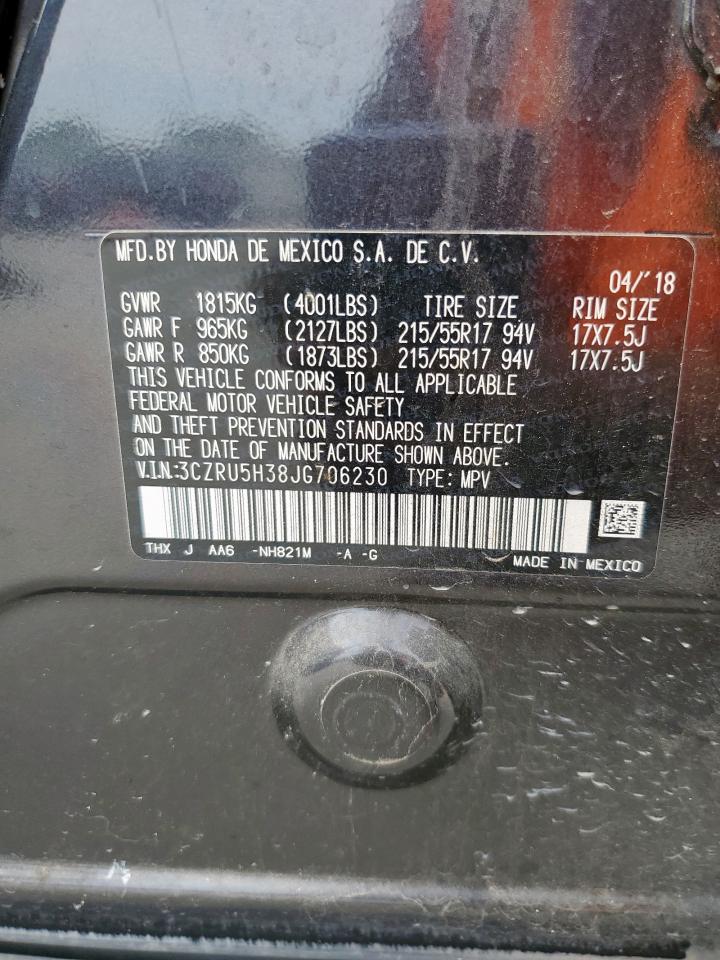 MFD.BY HONDA DE MEXICO S.A. DE C.V.
04/'18
GVWR 1815KG (4001LBS) TIRE SIZE RIM SIZE
GAWR F 965KG (2127LBS) 215/55R17 94V 17X7.5J
GAWR R 850KG (1873LBS) 215/55R17 94V 17X7.5J
THIS VEHICLE CONFORMS TO ALL APPLICABLE
FEDERAL MOTOR VEHICLE SAFETY
AND THEFT PREVENTION STANDARDS IN EFFECT
ON THE DATE OF MANUFACTURE SHOWN ABOVE.
V.I.N.:3CZRU5H38JG706230 TYPE: MPV
THX J AA6 -NH821M -A -G
MADE IN MEXICO